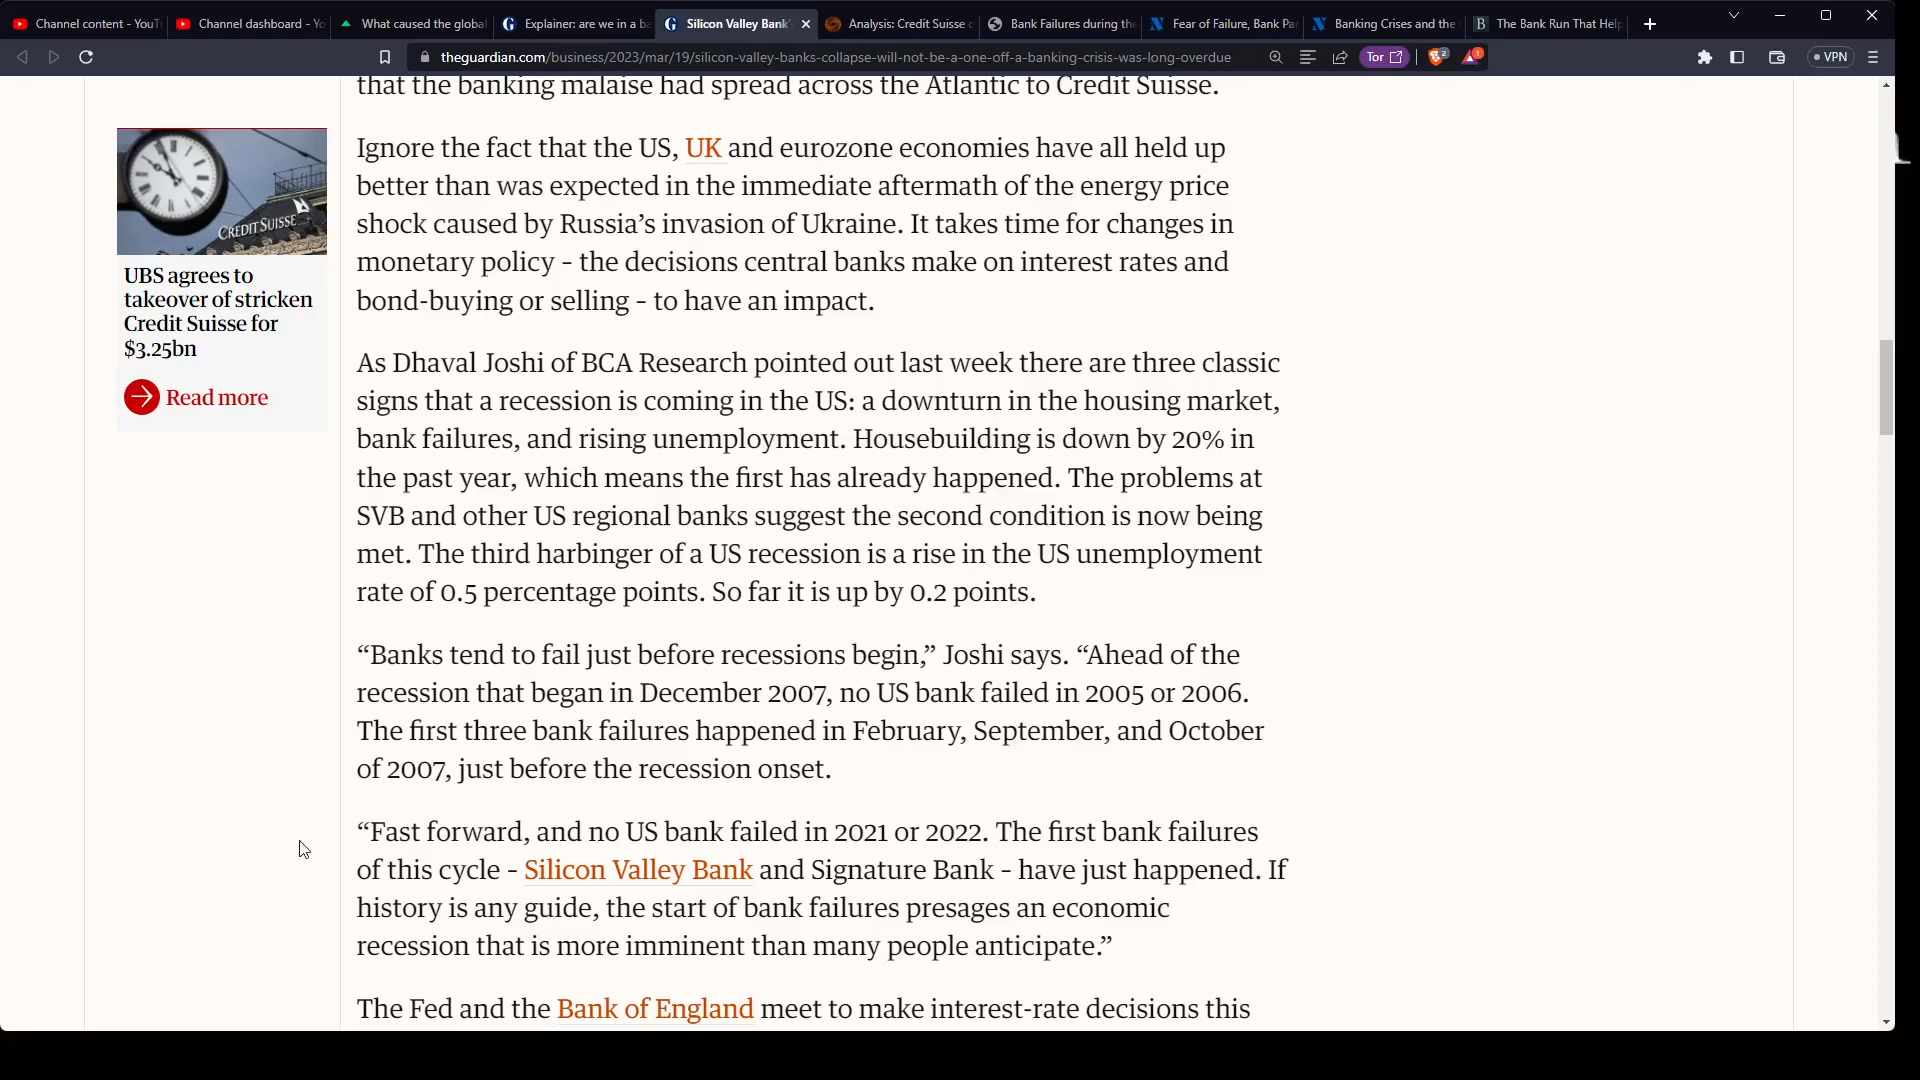 Channel content - YouT
Channel dashboard - Yo
What caused the global
Explainer: are we in a ba
Silicon Valley Bank'
Analysis: Credit Suisse c
Bank Failures during the
Fear of Failure, Bank Pa
Banking Crises and the
The Bank Run That Help
theguardian.com/business/2023/mar/19/silicon-valley-banks-collapse-will-not-be-a-one-off-a-banking-crisis-was-long-overdue
Tor
2
1
VPN
that the banking malaise had spread across the Atlantic to Credit Suisse.
CREDIT SUISSE
UBS agrees to
takeover of stricken
Credit Suisse for
$3.25bn
Read more
Ignore the fact that the US, UK and eurozone economies have all held up
better than was expected in the immediate aftermath of the energy price
shock caused by Russia’s invasion of Ukraine. It takes time for changes in
monetary policy – the decisions central banks make on interest rates and
bond-buying or selling – to have an impact.
As Dhaval Joshi of BCA Research pointed out last week there are three classic
signs that a recession is coming in the US: a downturn in the housing market,
bank failures, and rising unemployment. Housebuilding is down by 20% in
the past year, which means the first has already happened. The problems at
SVB and other US regional banks suggest the second condition is now being
met. The third harbinger of a US recession is a rise in the US unemployment
rate of 0.5 percentage points. So far it is up by 0.2 points.
“Banks tend to fail just before recessions begin,” Joshi says. “Ahead of the
recession that began in December 2007, no US bank failed in 2005 or 2006.
The first three bank failures happened in February, September, and October
of 2007, just before the recession onset.
“Fast forward, and no US bank failed in 2021 or 2022. The first bank failures
of this cycle – Silicon Valley Bank and Signature Bank – have just happened. If
history is any guide, the start of bank failures presages an economic
recession that is more imminent than many people anticipate.”
The Fed and the Bank of England meet to make interest-rate decisions this